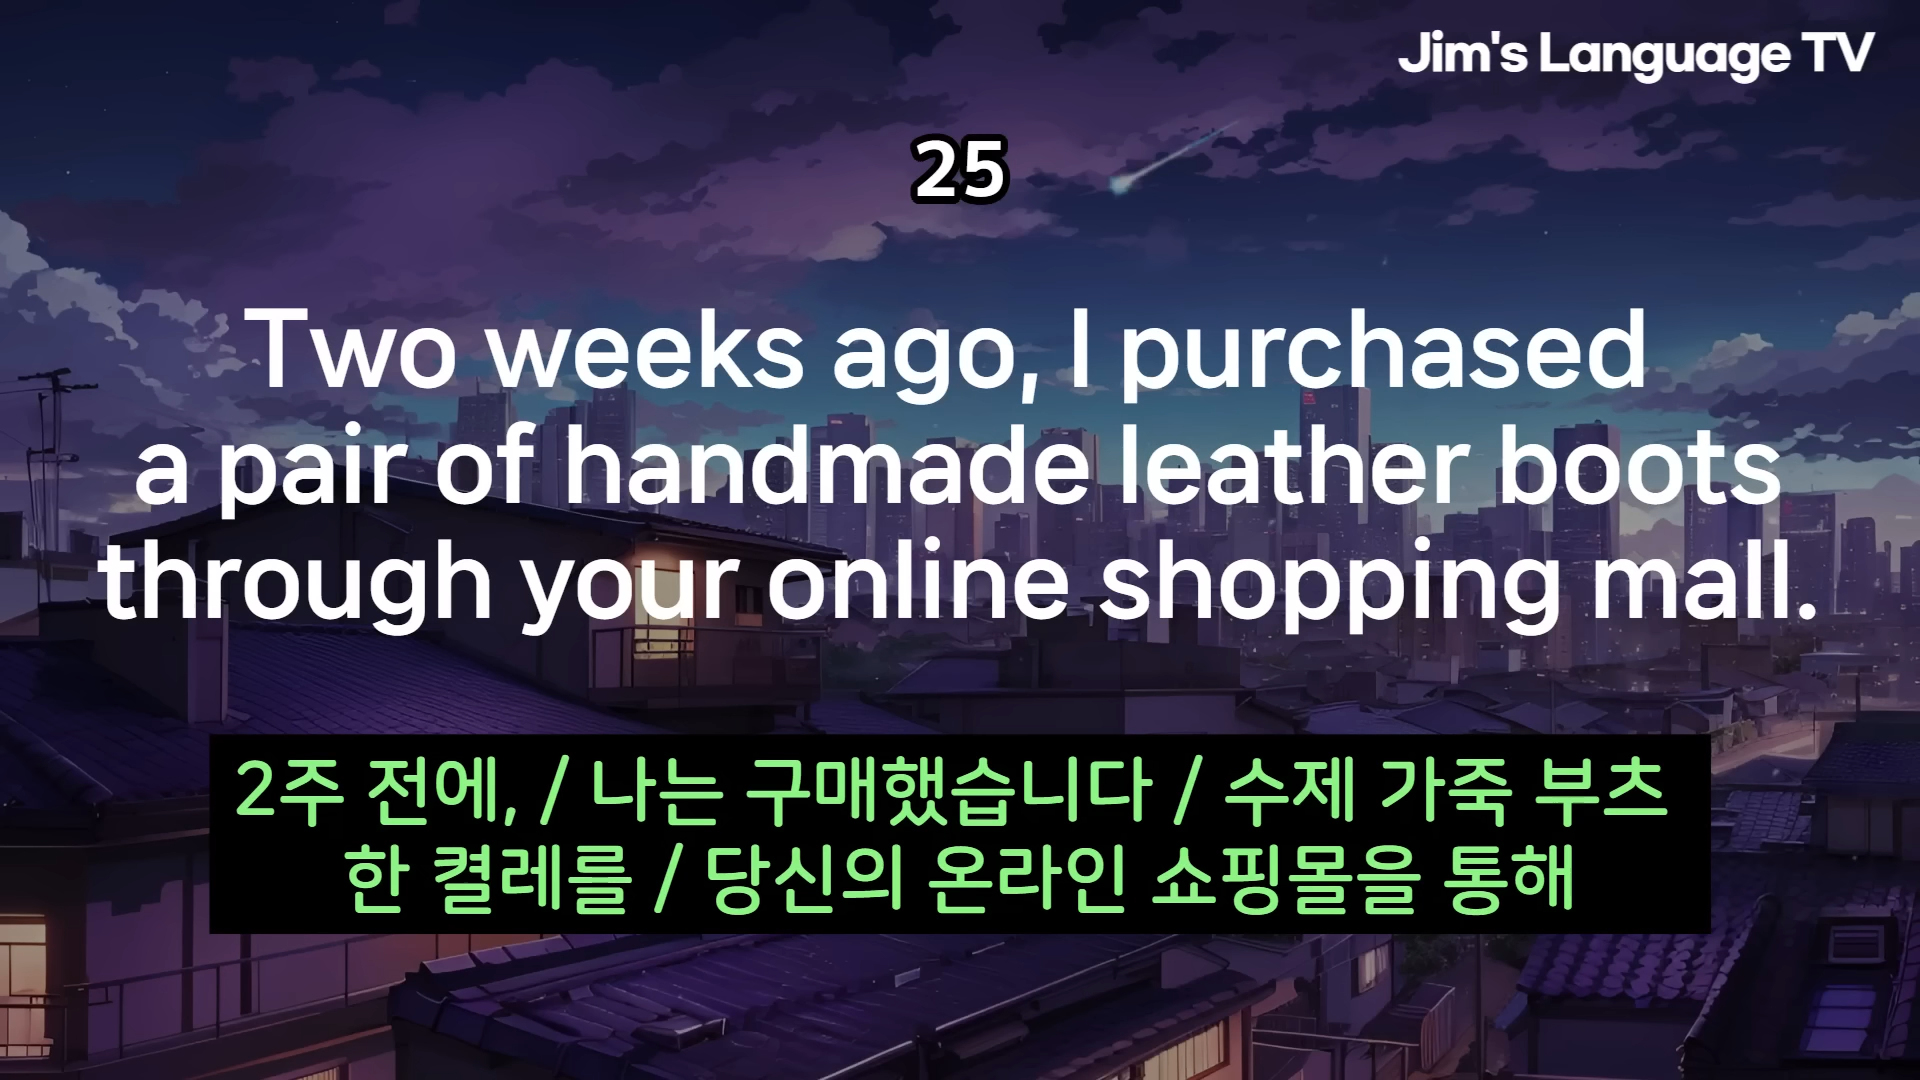 Jim's Language TV
25
Two weeks ago, I purchased
a pair of handmade leather boots
through your online shopping mall.
2주 전에, / 나는 구매했습니다 / 수제 가죽 부츠
한 켤레를 / 당신의 온라인 쇼핑몰을 통해